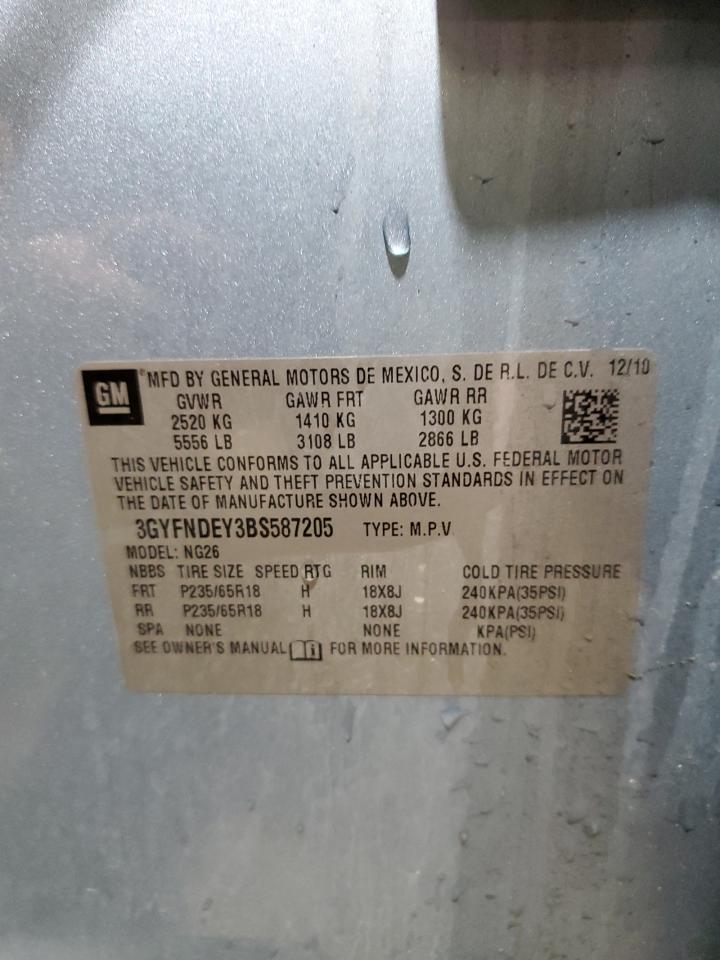 GM
®MFD BY GENERAL MOTORS DE MEXICO, S. DE R.L. DE C.V. 12/10
GVWR GAWR FRT GAWR RR
2520 KG 1410 KG 1300 KG
5556 LB 3108 LB 2866 LB
THIS VEHICLE CONFORMS TO ALL APPLICABLE U.S. FEDERAL MOTOR
VEHICLE SAFETY AND THEFT PREVENTION STANDARDS IN EFFECT ON
THE DATE OF MANUFACTURE SHOWN ABOVE.
3GYFNDEY3BS587205 TYPE: M.P.V
MODEL: NG26
NBBS TIRE SIZE SPEED RTG RIM COLD TIRE PRESSURE
FRT P235/65R18 H 18X8J 240KPA(35PSI)
RR P235/65R18 H 18X8J 240KPA(35PSI)
SPA NONE NONE KPA(PSI)
SEE OWNER'S MANUAL i FOR MORE INFORMATION.